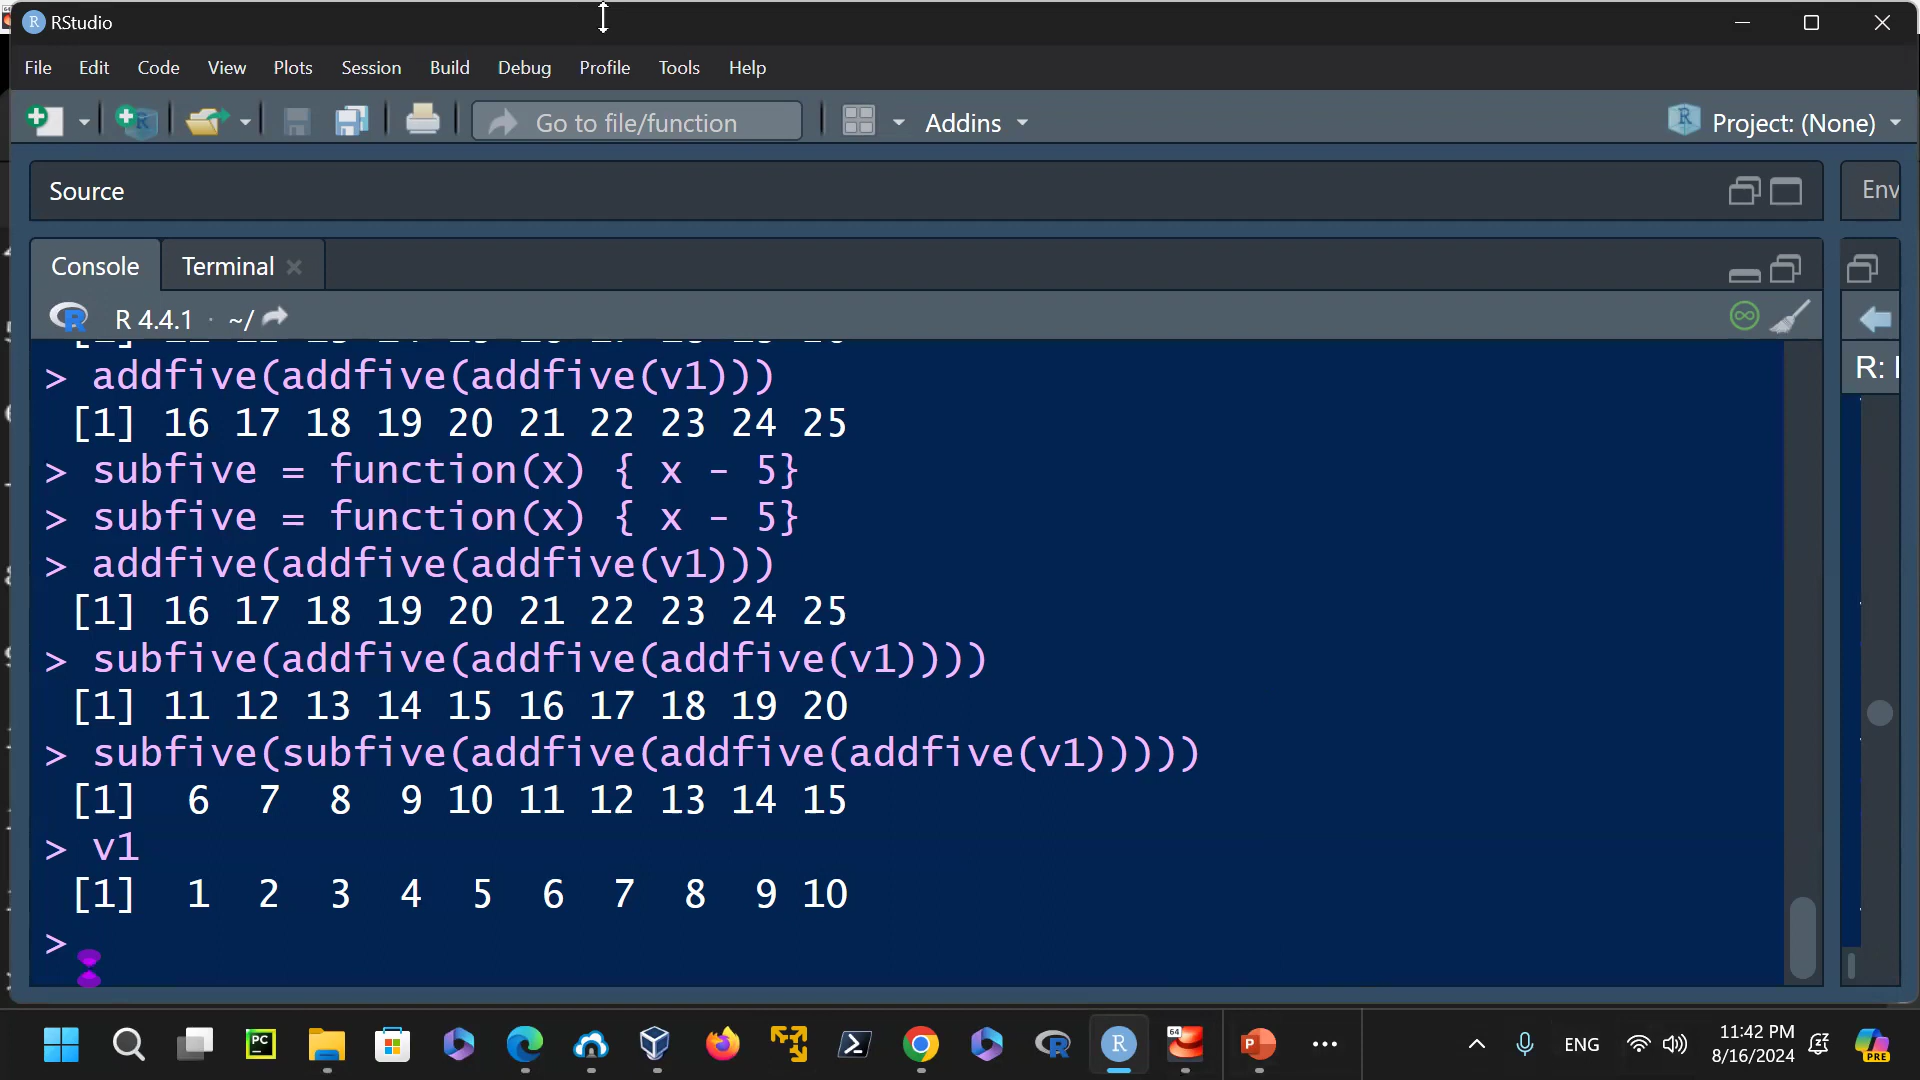 RStudio
File Edit Code View Plots Session Build Debug Profile Tools Help
Go to file/function Addins Project: (None)
Source Env
Console Terminal
R 4.4.1 · ~/
R:
> addfive(addfive(addfive(v1)))
[1] 16 17 18 19 20 21 22 23 24 25
> subfive = function(x) { x - 5}
> subfive = function(x) { x - 5}
> addfive(addfive(addfive(v1)))
[1] 16 17 18 19 20 21 22 23 24 25
> subfive(addfive(addfive(addfive(v1))))
[1] 11 12 13 14 15 16 17 18 19 20
> subfive(subfive(addfive(addfive(addfive(v1)))))
[1] 6 7 8 9 10 11 12 13 14 15
> v1
[1] 1 2 3 4 5 6 7 8 9 10
>
ENG
11:42 PM
8/16/2024